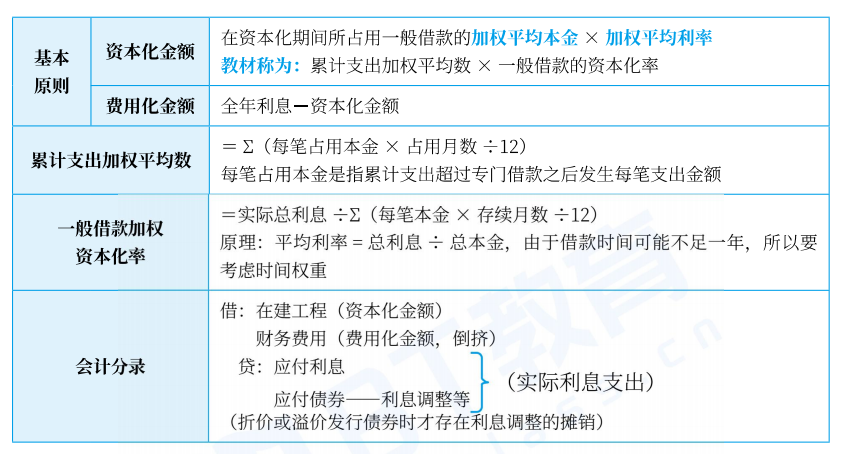 基本
原则
资本化金额
在资本化期间所占用一般借款的加权平均本金 × 加权平均利率
教材称为：累计支出加权平均数 × 一般借款的资本化率
费用化金额
全年利息—资本化金额
累计支出加权平均数
＝ Σ（每笔占用本金 × 占用月数 ÷12）
每笔占用本金是指累计支出超过专门借款之后发生每笔支出金额
一般借款加权
资本化率
＝实际总利息 ÷Σ（每笔本金 × 存续月数 ÷12）
原理：平均利率 = 总利息 ÷ 总本金，由于借款时间可能不足一年，所以要
考虑时间权重
会计分录
借：在建工程（资本化金额）
财务费用（费用化金额，倒挤）
贷：应付利息
应付债券——利息调整等
（实际利息支出）
（折价或溢价发行债券时才存在利息调整的摊销）